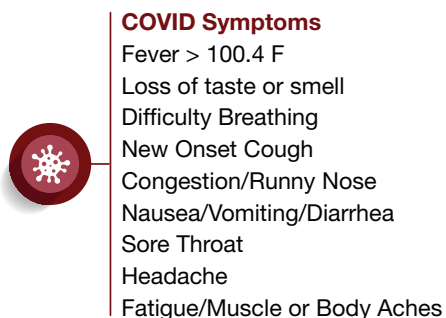 COVID Symptoms
Fever > 100.4 F
Loss of taste or smell
Difficulty Breathing
New Onset Cough
Congestion/Runny Nose
Nausea/Vomiting/Diarrhea
Sore Throat
Headache
Fatigue/Muscle or Body Aches